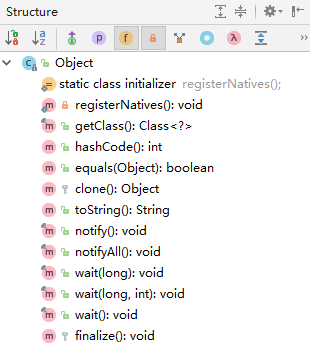 Structure
Object
static class initializer registerNatives();
registerNatives(): void
getClass(): Class<?>
hashCode(): int
equals(Object): boolean
clone(): Object
toString(): String
notify(): void
notifyAll(): void
wait(long): void
wait(long, int): void
wait(): void
finalize(): void